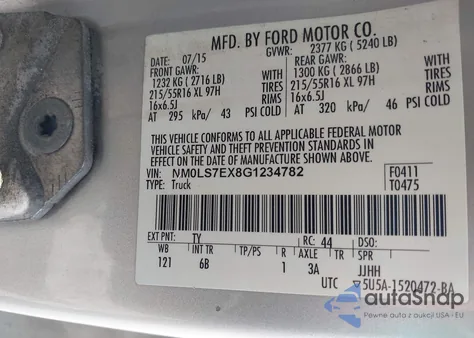 MFD. BY FORD MOTOR CO.
DATE: 07/15 GVWR: 2377 KG ( 5240 LB)
FRONT GAWR: REAR GAWR:
1232 KG ( 2716 LB) WITH 1300 KG ( 2866 LB) WITH
215/55R16 XL 97H TIRES 215/55R16 XL 97H TIRES
16x6.5J RIMS 16x6.5J RIMS
AT 295 kPa/ 43 PSI COLD AT 320 kPa/ 46 PSI COLD
THIS VEHICLE CONFORMS TO ALL APPLICABLE FEDERAL MOTOR
VEHICLE SAFETY AND THEFT PREVENTION STANDARDS IN EFFECT
ON THE DATE OF MANUFACTURE SHOWN ABOVE.
VIN: NM0LS7EX8G1234782 F0411
TYPE: Truck T0475
EXT PNT: TY RC: 44 DSO:
WB INT TR TP/PS R AXLE TR SPR
121 6B 1 3A JJHH
UTC 5U5A-1520472-BA
autoSnap
Pewne auto z aukcji USA - EU